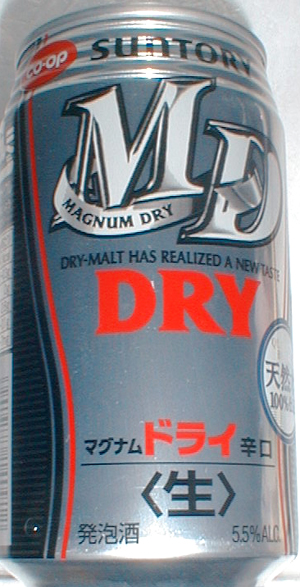 co-op
SUNTORY
MD
MAGNUM DRY
DRY-MALT HAS REALIZED A NEW TASTE
DRY
天然
100%
マグナムドライ 辛口
〈生〉
発泡酒 5.5%ALC.